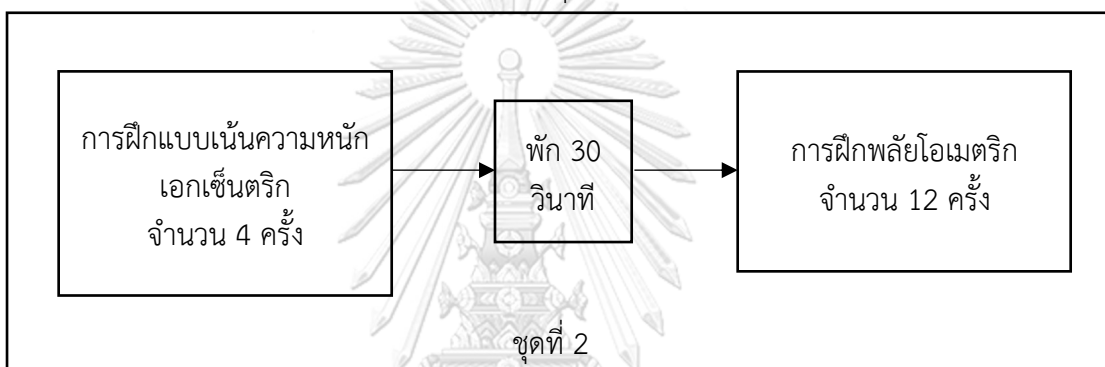 การฝึกแบบเน้นความหนัก
เอกเซ็นตริก
จำนวน 4 ครั้ง
พัก 30
วินาที
การฝึกพลัยโอเมตริก
จำนวน 12 ครั้ง
ชุดที่ 2